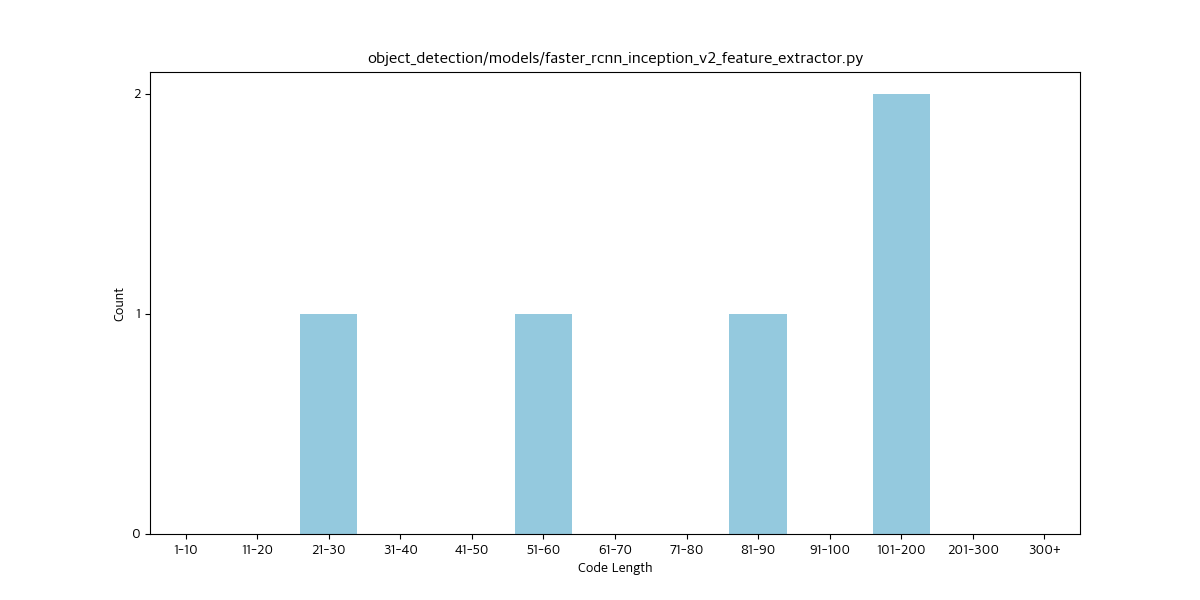 object_detection/models/faster_rcnn_inception_v2_feature_extractor.py
2
1
0
Count
1-10 11-20 21-30 31-40 41-50 51-60 61-70 71-80 81-90 91-100 101-200 201-300 300+
Code Length